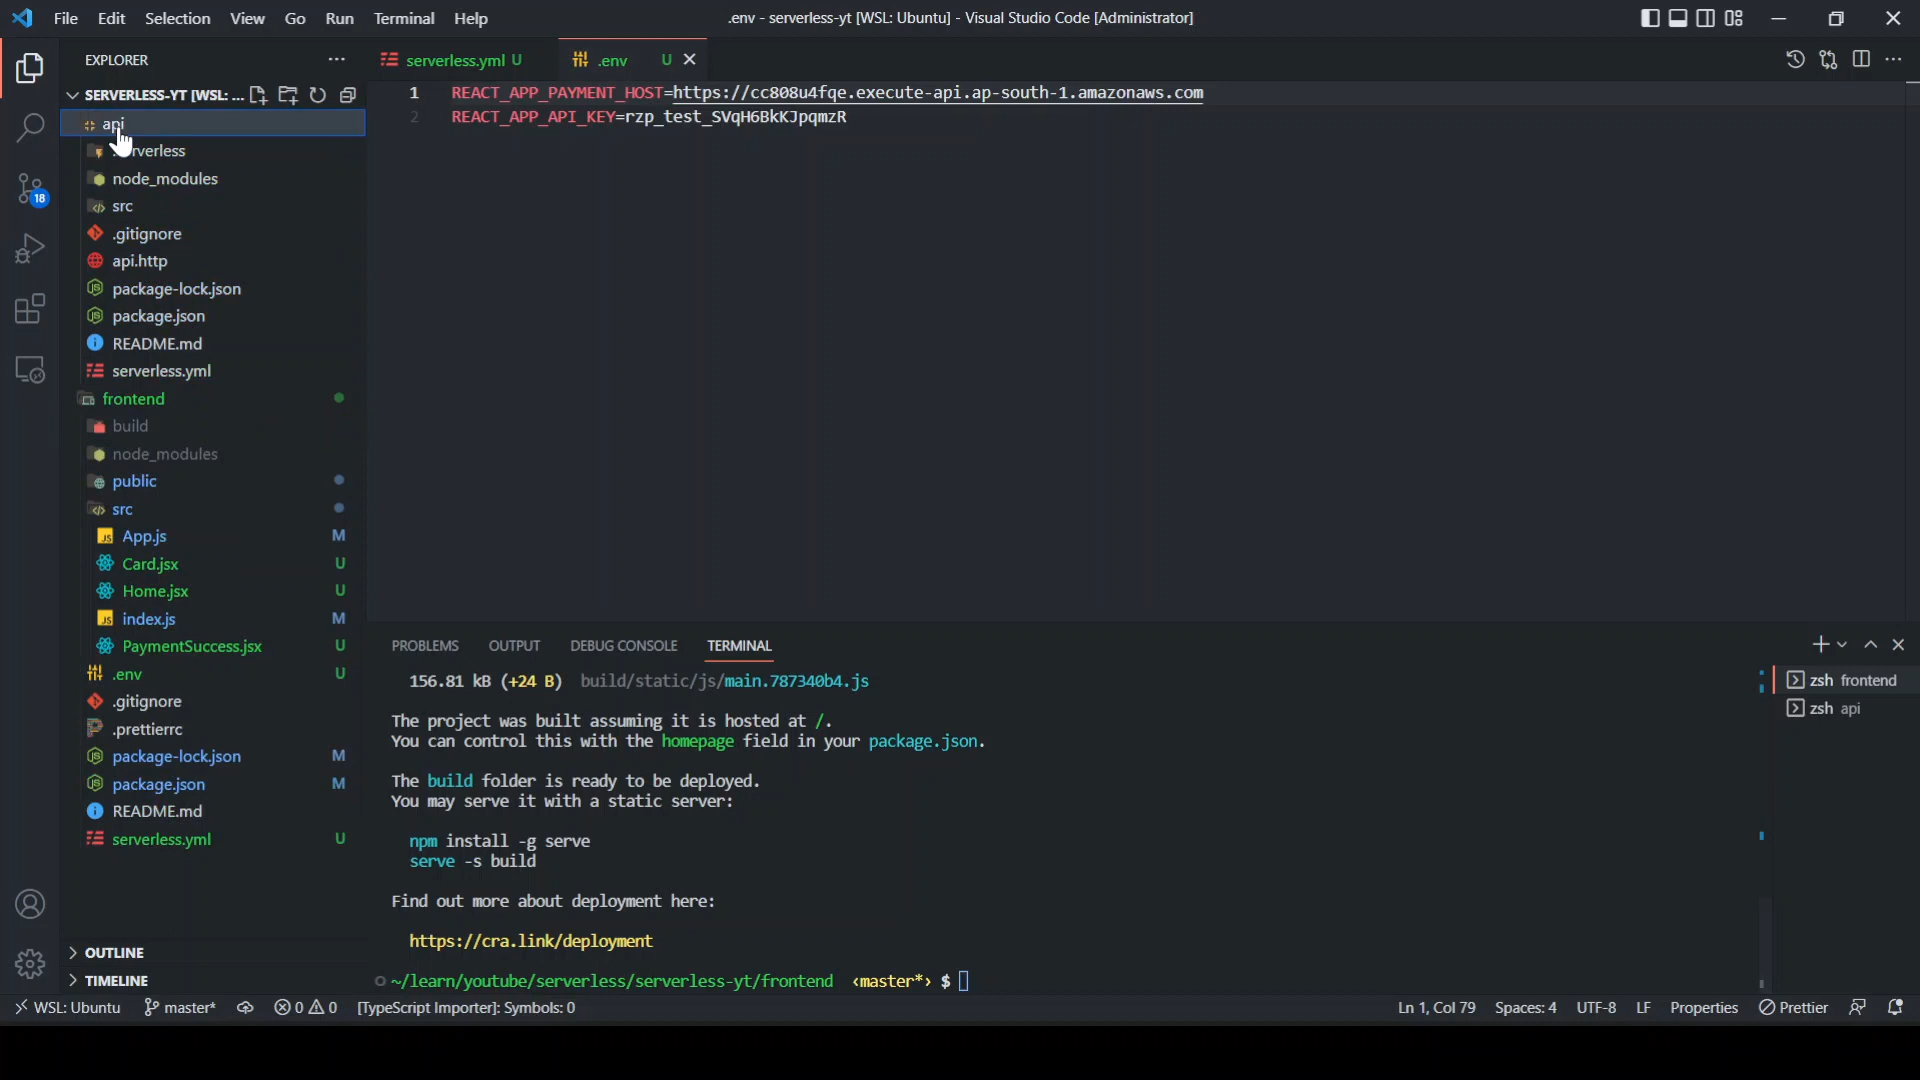 File Edit Selection View Go Run Terminal Help
.env - serverless-yt [WSL: Ubuntu] - Visual Studio Code [Administrator]
EXPLORER
SERVERLESS-YT [WSL: ...
api
node_modules
src
.gitignore
api.http
package-lock.json
package.json
README.md
serverless.yml
frontend
build
node_modules
public
src
App.js M
Card.jsx U
Home.jsx U
index.js M
PaymentSuccess.jsx U
.env U
.gitignore
.prettierrc
package-lock.json M
package.json M
README.md
serverless.yml U
OUTLINE
TIMELINE
18
serverless.yml U
.env U
1 REACT_APP_PAYMENT_HOST=https://cc808u4fqe.execute-api.ap-south-1.amazonaws.com
2 REACT_APP_API_KEY=rzp_test_SVqH6BkKJpqmzR
PROBLEMS OUTPUT DEBUG CONSOLE TERMINAL
156.81 kB (+24 B) build/static/js/main.787340b4.js
The project was built assuming it is hosted at /.
You can control this with the homepage field in your package.json.
The build folder is ready to be deployed.
You may serve it with a static server:
npm install -g serve
serve -s build
Find out more about deployment here:
https://cra.link/deployment
~/learn/youtube/serverless/serverless-yt/frontend ‹master*› $
zsh frontend
zsh api
WSL: Ubuntu master* 0 0 [TypeScript Importer]: Symbols: 0
Ln 1, Col 79 Spaces: 4 UTF-8 LF Properties Prettier